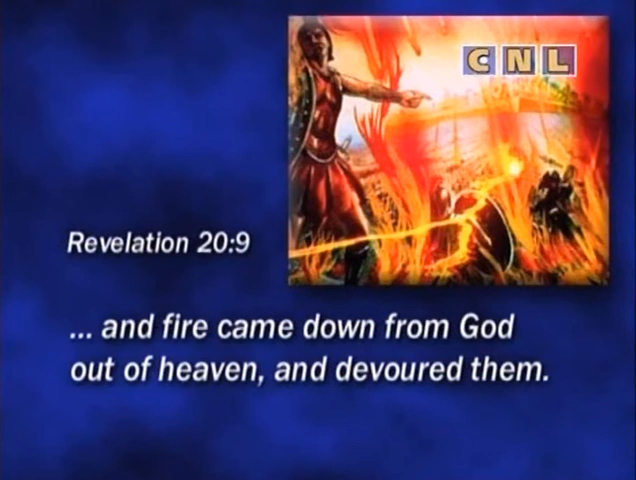 CNL
Revelation 20:9
... and fire came down from God
out of heaven, and devoured them.